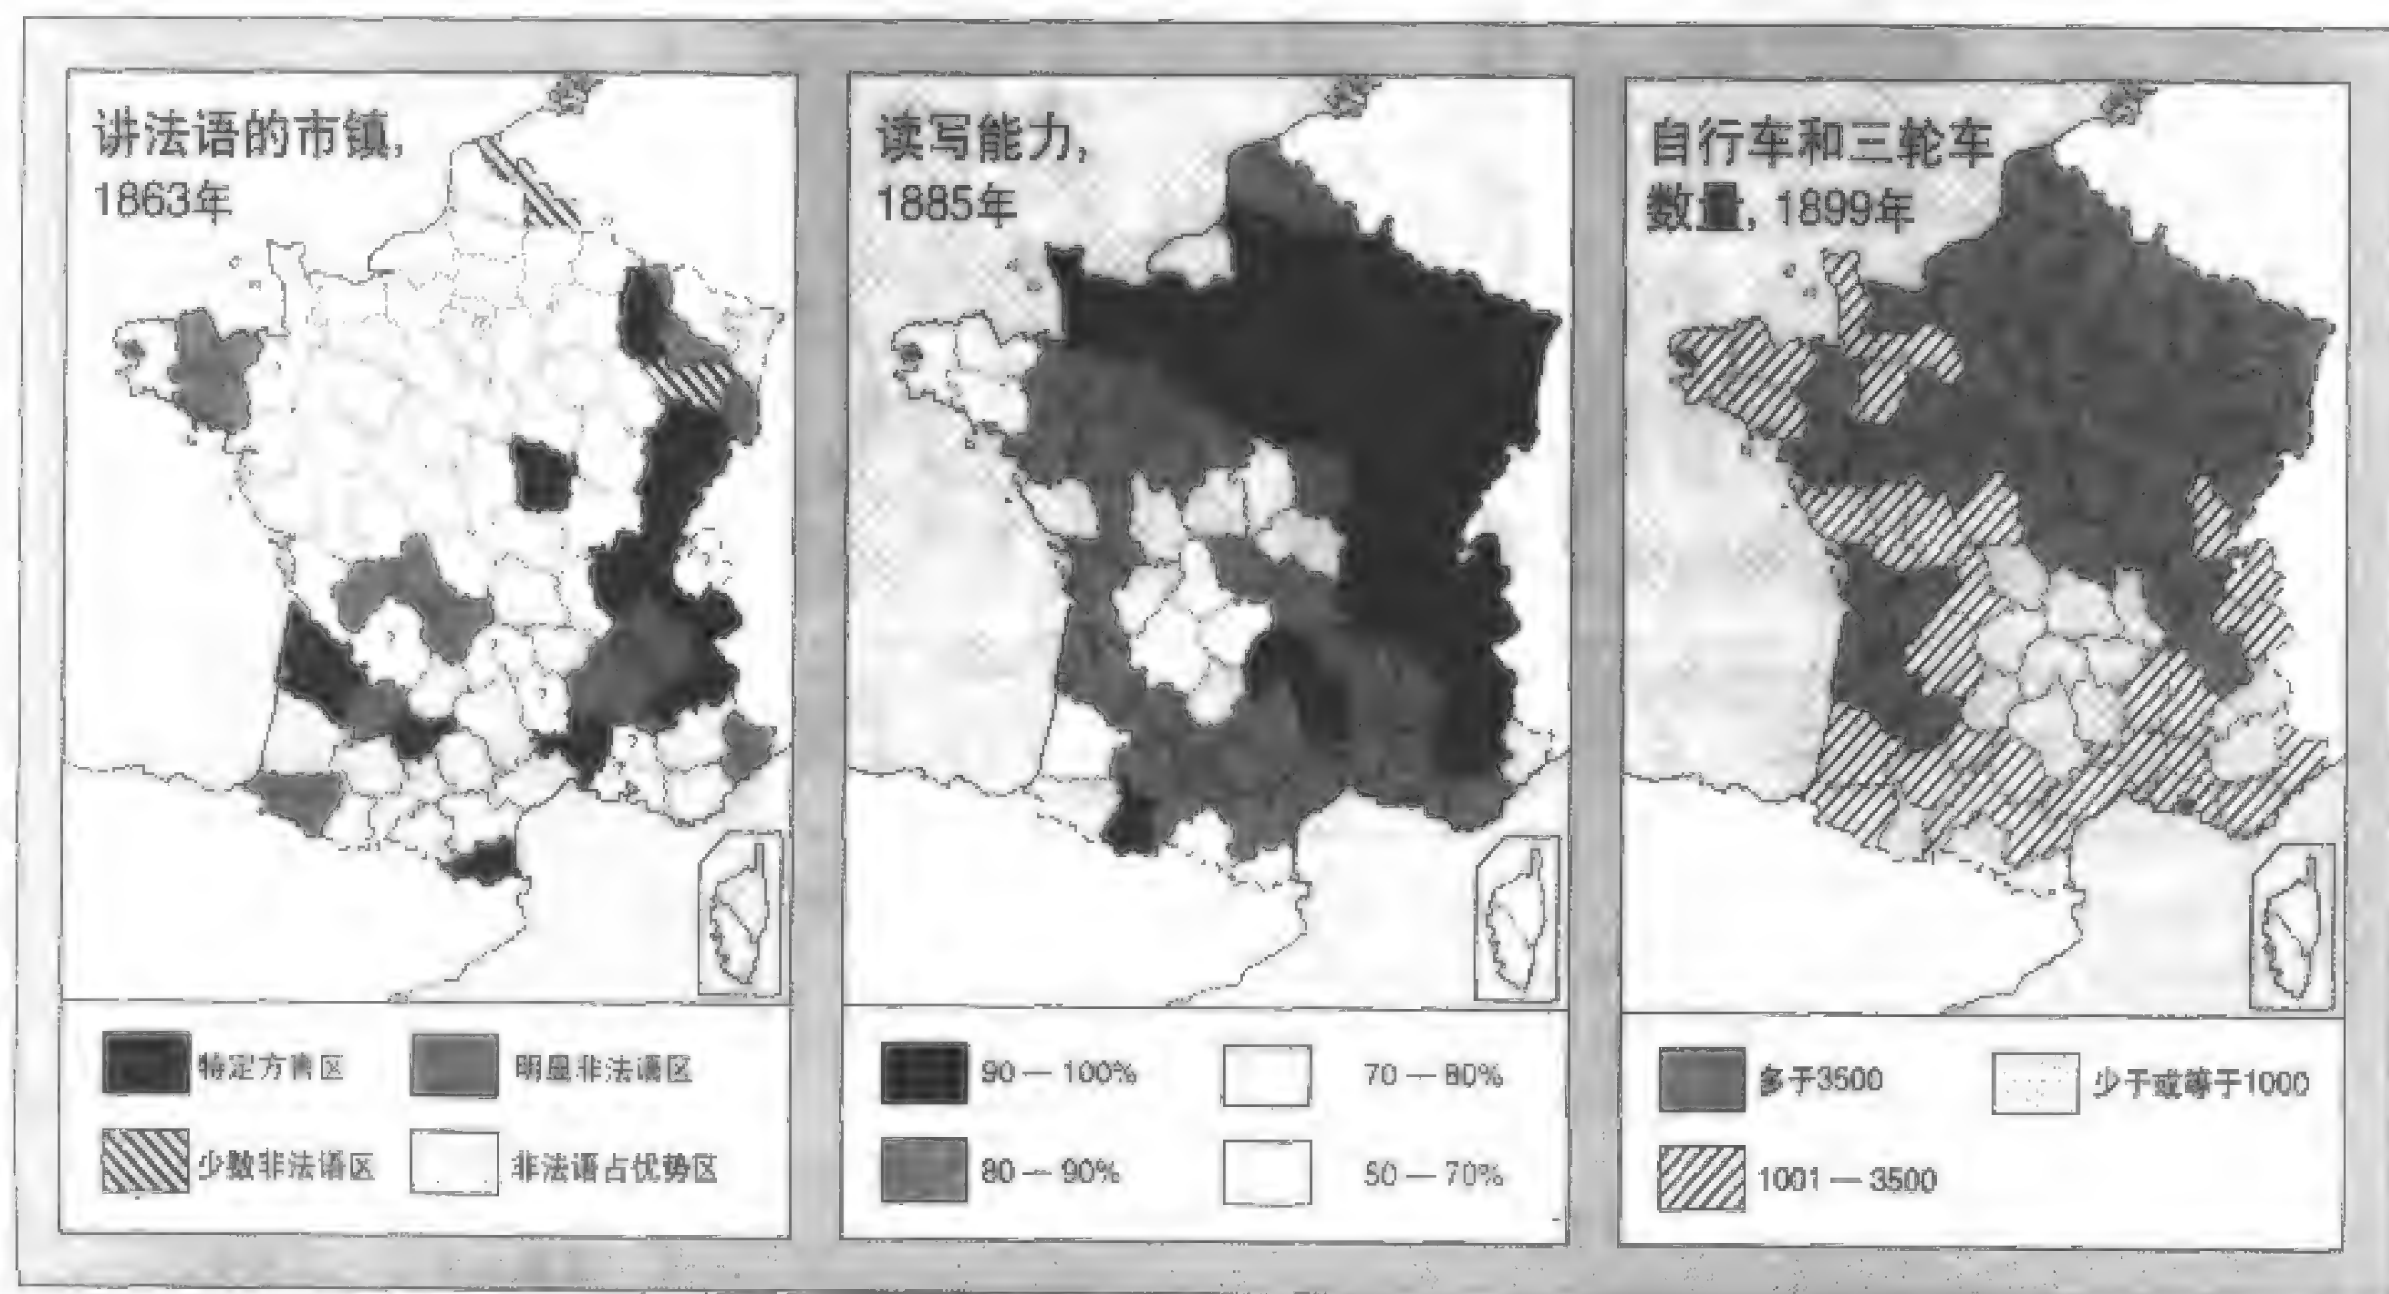 讲法语的市镇,
1863年
特定方言区
明显非法语区
少数非法语区
非法语占优势区
读写能力,
1885年
90 — 100%
70 — 80%
80 — 90%
50 — 70%
自行车和三轮车
数量, 1899年
多于3500
少于或等于1000
1001 — 3500